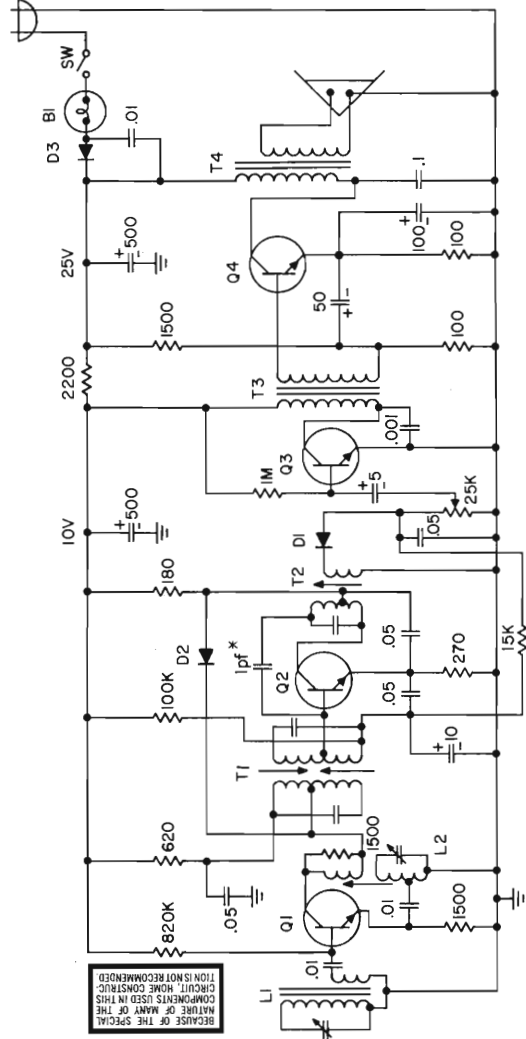 SW
B1
.01
D3
T4
.1
25V
+ 500 -
Q4
100 + -
100
1500
50 + -
2200
T3
100
Q3
.001
1M
+ 5 -
25K
10V
+ 500 -
D1
.05
180
T2
15K
D2
1pf*
Q2
.05
270
.05
100K
+ 10 -
T1
620
1500
L2
.05
.01
820K
Q1
1500
.01
L1
BECAUSE OF THE SPECIAL
NATURE OF MANY OF THE
COMPONENTS USED IN THIS
CIRCUIT, HOME CONSTRUC-
TION IS NOT RECOMMENDED